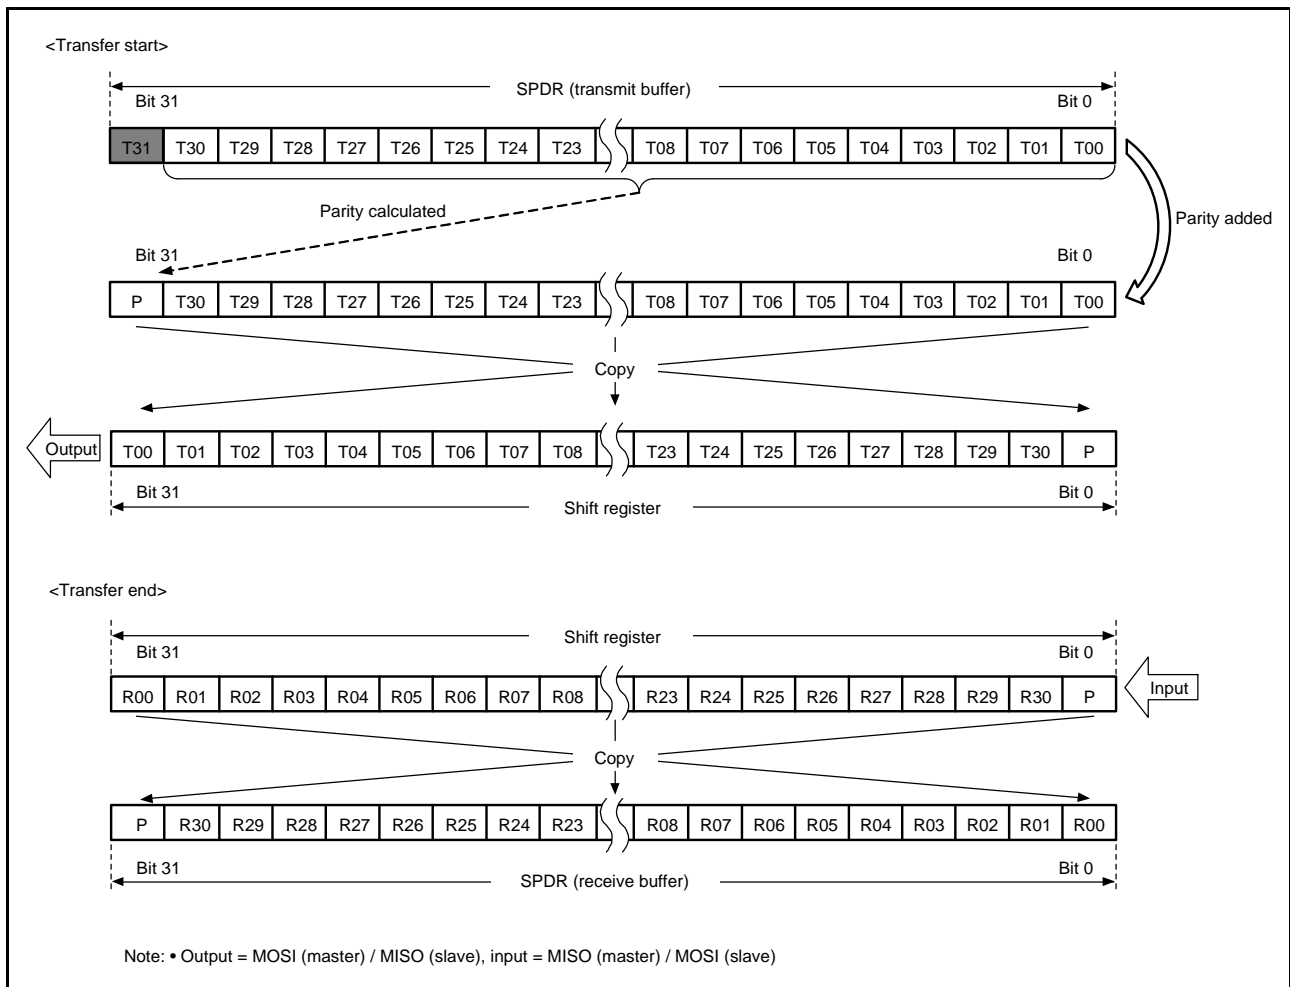 <Transfer start>
SPDR (transmit buffer)
Bit 31 Bit 0
T31 T30 T29 T28 T27 T26 T25 T24 T23 T08 T07 T06 T05 T04 T03 T02 T01 T00
Parity calculated
Parity added
Bit 31 Bit 0
P T30 T29 T28 T27 T26 T25 T24 T23 T08 T07 T06 T05 T04 T03 T02 T01 T00
Copy
Output T00 T01 T02 T03 T04 T05 T06 T07 T08 T23 T24 T25 T26 T27 T28 T29 T30 P
Bit 31 Bit 0
Shift register
<Transfer end>
Shift register
Bit 31 Bit 0
R00 R01 R02 R03 R04 R05 R06 R07 R08 R23 R24 R25 R26 R27 R28 R29 R30 P Input
Copy
P R30 R29 R28 R27 R26 R25 R24 R23 R08 R07 R06 R05 R04 R03 R02 R01 R00
Bit 31 Bit 0
SPDR (receive buffer)
Note: • Output = MOSI (master) / MISO (slave), input = MISO (master) / MOSI (slave)